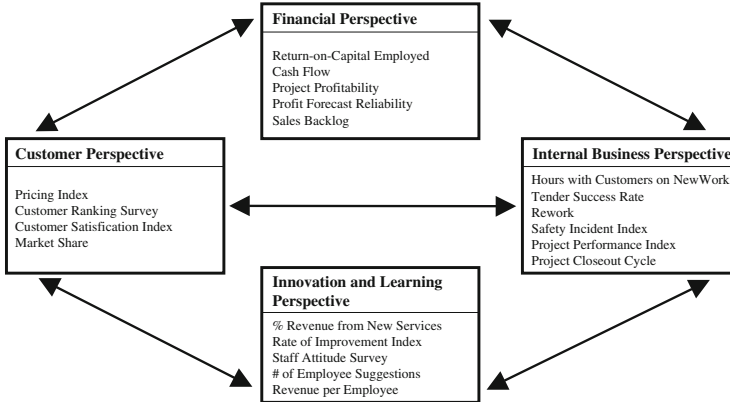 Financial Perspective
Return-on-Capital Employed
Cash Flow
Project Profitability
Profit Forecast Reliability
Sales Backlog
Customer Perspective
Pricing Index
Customer Ranking Survey
Customer Satisfication Index
Market Share
Internal Business Perspective
Hours with Customers on NewWork
Tender Success Rate
Rework
Safety Incident Index
Project Performance Index
Project Closeout Cycle
Innovation and Learning
Perspective
% Revenue from New Services
Rate of Improvement Index
Staff Attitude Survey
# of Employee Suggestions
Revenue per Employee